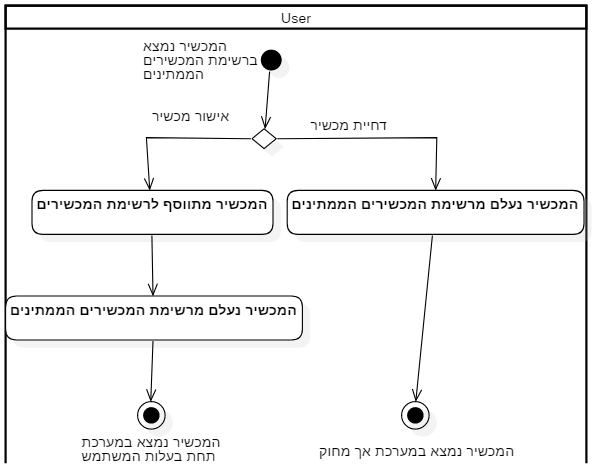 User
המכשיר נמצא
ברשימת המכשירים
הממתינים
אישור מכשיר
דחיית מכשיר
המכשיר מתווסף לרשימת המכשירים
המכשיר נעלם מרשימת המכשירים הממתינים
המכשיר נעלם מרשימת המכשירים הממתינים
המכשיר נמצא במערכת
תחת בעלות המשתמש
המכשיר נמצא במערכת אך מחוק